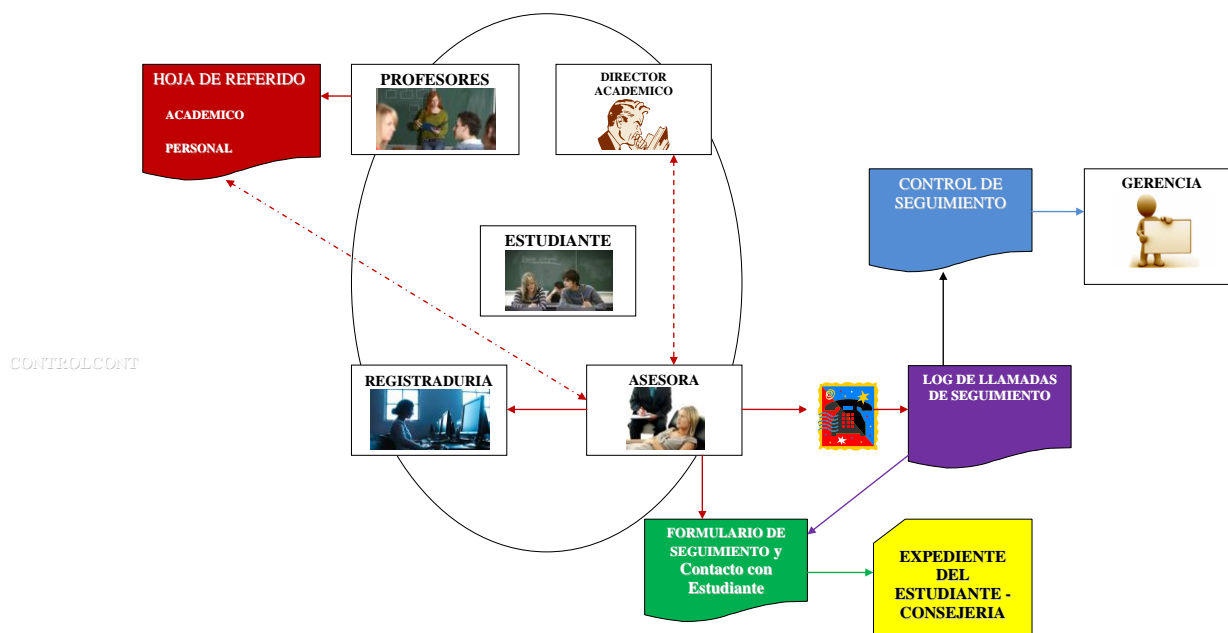 HOJA DE REFERIDO
ACADEMICO
PERSONAL
PROFESORES
DIRECTOR
ACADEMICO
CONTROL DE
SEGUIMIENTO
GERENCIA
ESTUDIANTE
CONTROLCONT
REGISTRADURIA
ASESORA
LOG DE LLAMADAS
DE SEGUIMIENTO
FORMULARIO DE
SEGUIMIENTO y
Contacto con
Estudiante
EXPEDIENTE
DEL
ESTUDIANTE -
CONSEJERIA